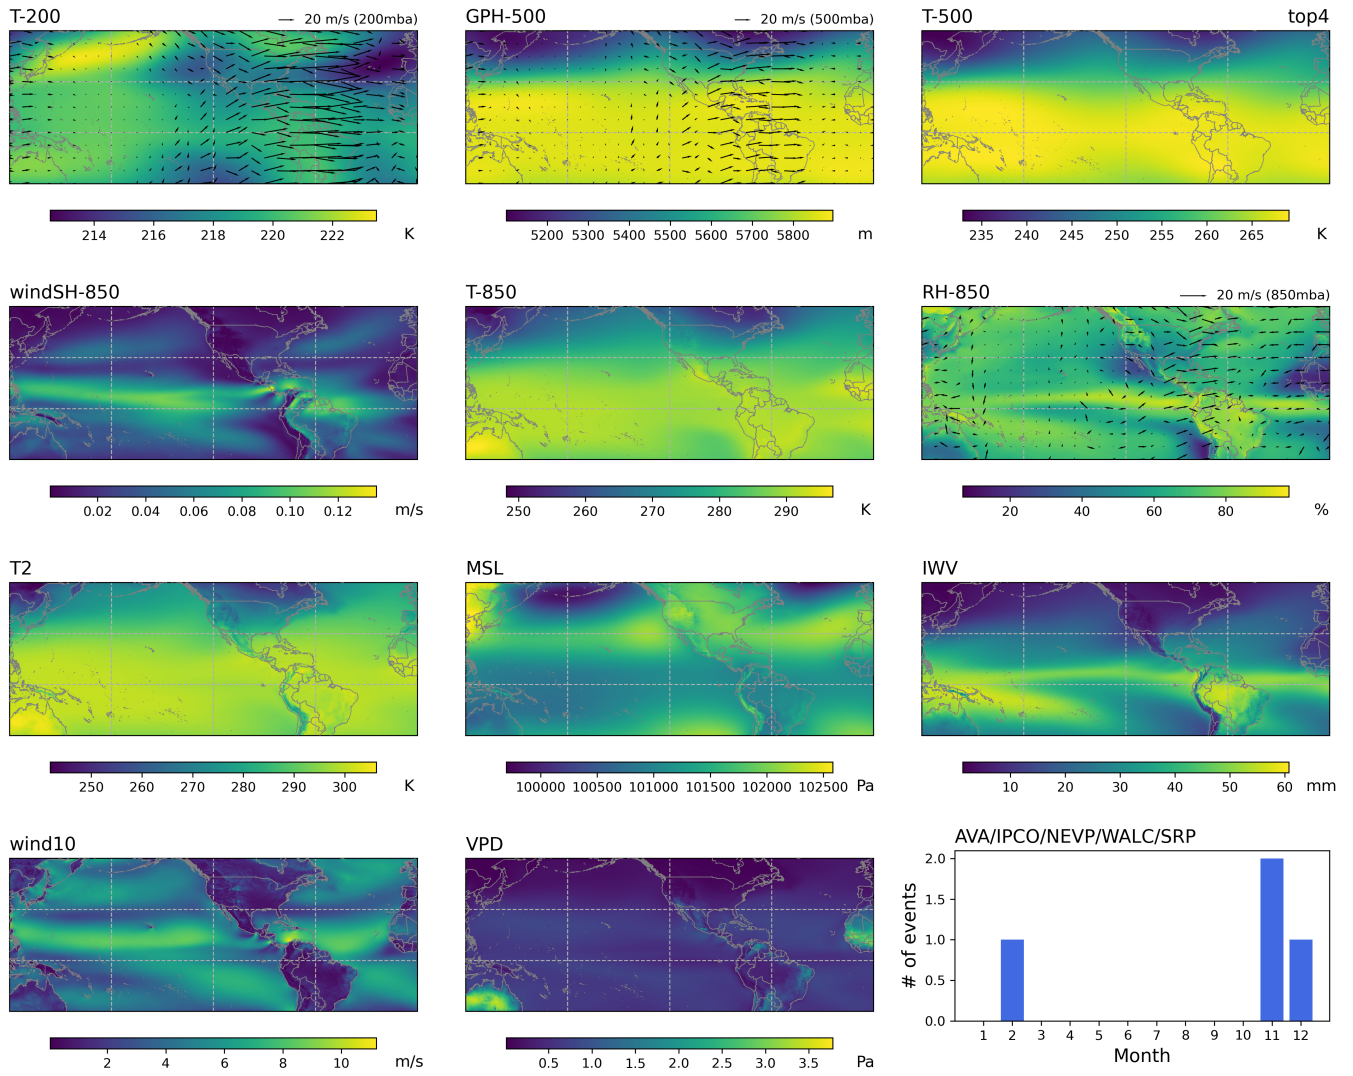 T-200
20 m/s (200mba)
214 216 218 220 222
K
GPH-500
20 m/s (500mba)
5200 5300 5400 5500 5600 5700 5800
m
T-500
top4
235 240 245 250 255 260 265
K
windSH-850
0.02 0.04 0.06 0.08 0.10 0.12
m/s
T-850
250 260 270 280 290
K
RH-850
20 m/s (850mba)
20 40 60 80
%
T2
250 260 270 280 290 300
K
MSL
100000 100500 101000 101500 102000 102500
Pa
IWV
10 20 30 40 50 60
mm
wind10
2 4 6 8 10
m/s
VPD
0.5 1.0 1.5 2.0 2.5 3.0 3.5
Pa
AVA/IPCO/NEVP/WALC/SRP
# of events
2.0
1.5
1.0
0.5
0.0
1 2 3 4 5 6 7 8 9 10 11 12
Month